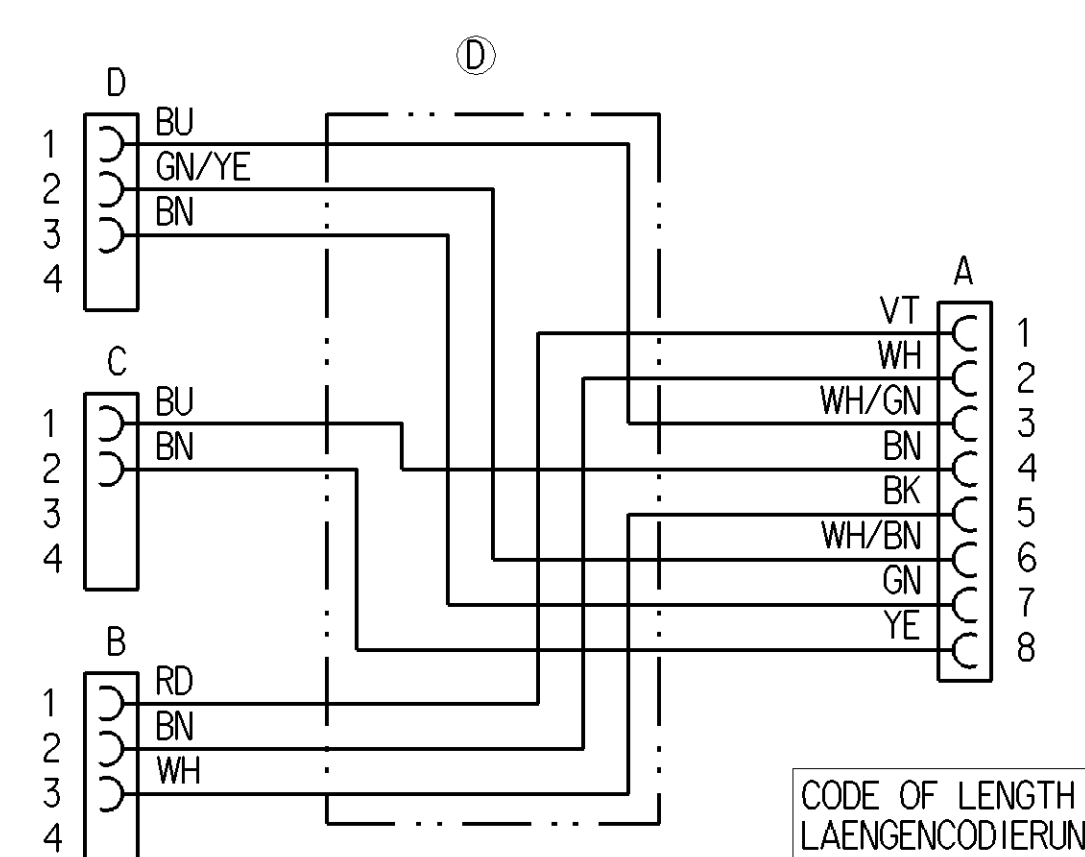 D
D
1 BU
2 GN/YE
3 BN
4
C
1 BU
2 BN
3
4
B
1 RD
2 BN
3 WH
4
A
VT 1
WH 2
WH/GN 3
BN 4
BK 5
WH/BN 6
GN 7
YE 8
CODE OF LENGTH
LAENGENCODIERUN